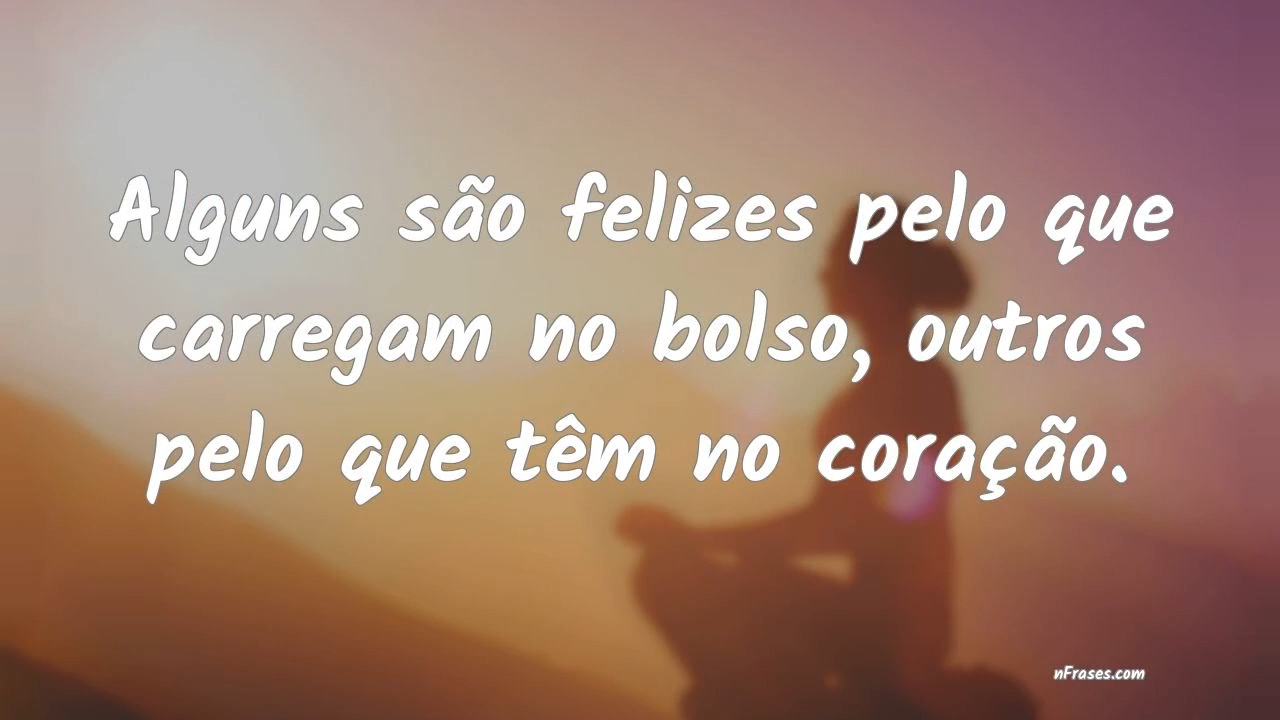 Alguns são felizes pelo que
carregam no bolso, outros
pelo que têm no coração.
nFrases.com